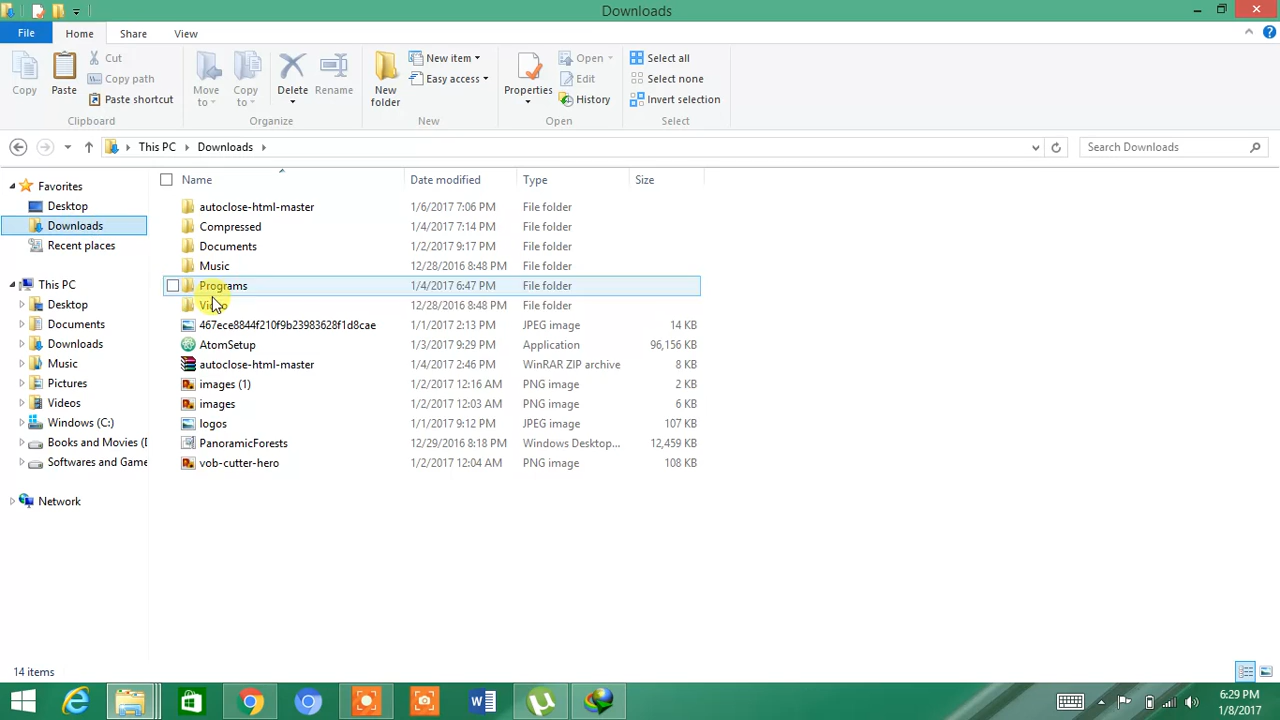 Downloads
File Home Share View
Copy Paste Cut Copy path Paste shortcut Move to Copy to Delete Rename New folder New item Easy access Properties Open Edit History Select all Select none Invert selection
Clipboard Organize New Open Select
This PC Downloads Search Downloads
Favorites
Desktop
Downloads
Recent places
This PC
Desktop
Documents
Downloads
Music
Pictures
Videos
Windows (C:)
Books and Movies (D
Softwares and Game
Network
Name Date modified Type Size
autoclose-html-master 1/6/2017 7:06 PM File folder
Compressed 1/4/2017 7:14 PM File folder
Documents 1/2/2017 9:17 PM File folder
Music 12/28/2016 8:48 PM File folder
Programs 1/4/2017 6:47 PM File folder
Video 12/28/2016 8:48 PM File folder
467ece8844f210f9b23983628f1d8cae 1/1/2017 2:13 PM JPEG image 14 KB
AtomSetup 1/3/2017 9:29 PM Application 96,156 KB
autoclose-html-master 1/4/2017 2:46 PM WinRAR ZIP archive 8 KB
images (1) 1/2/2017 12:16 AM PNG image 2 KB
images 1/2/2017 12:03 AM PNG image 6 KB
logos 1/1/2017 9:12 PM JPEG image 107 KB
PanoramicForests 12/29/2016 8:18 PM Windows Desktop... 12,459 KB
vob-cutter-hero 1/2/2017 12:04 AM PNG image 108 KB
14 items
6:29 PM
1/8/2017